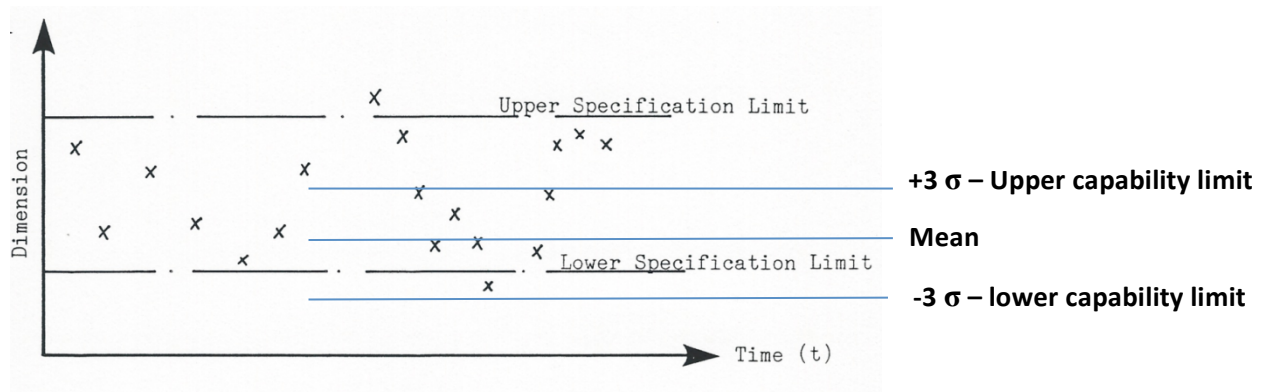 Upper Specification Limit
Dimension
+3 σ – Upper capability limit
Mean
Lower Specification Limit
-3 σ – lower capability limit
Time (t)